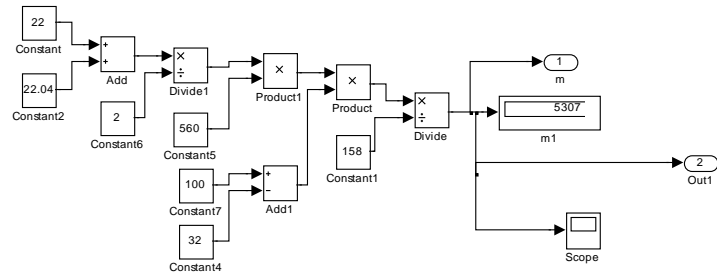 22
Constant
22.04
Constant2
+
+
Add
2
Constant6
×
÷
Divide1
560
Constant5
×
Product1
100
Constant7
32
Constant4
+
−
Add1
×
Product
158
Constant1
×
÷
Divide
1
m
5307
m1
2
Out1
Scope